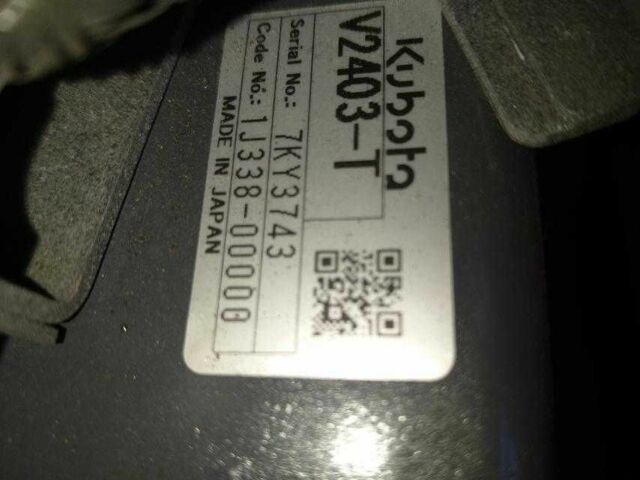 Kubota
V2403-T
Serial No.: 7KY3743
Code No.: 1J338-00000
MADE IN JAPAN